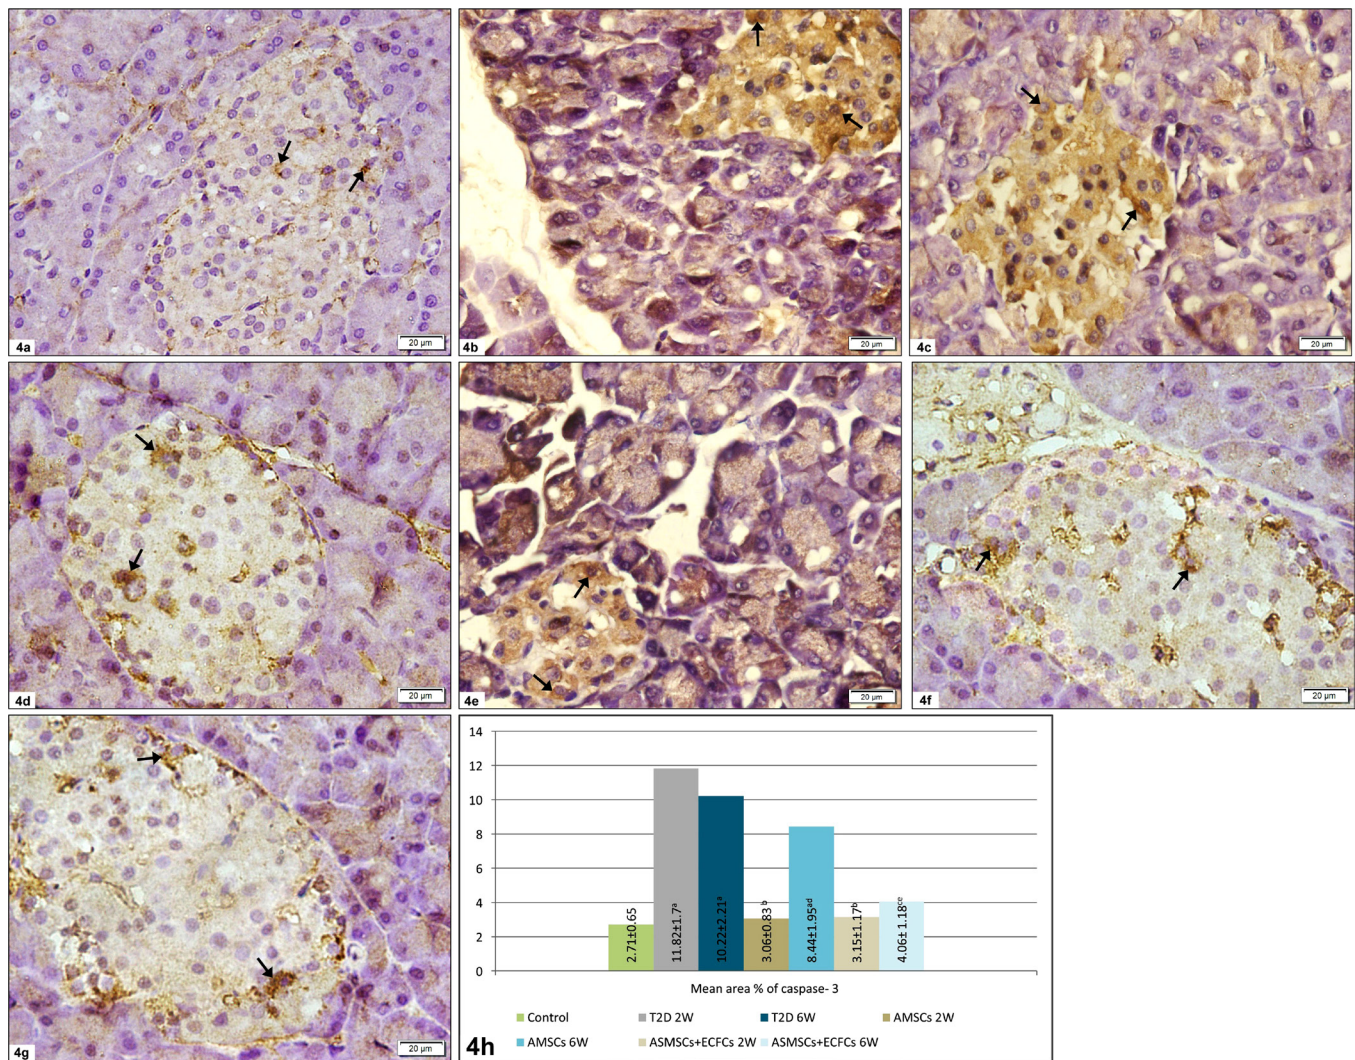 4a
20 µm
4b
20 µm
4c
20 µm
4d
20 µm
4e
20 µm
4f
20 µm
4g
20 µm
14
12
10
8
6
4
2
0
2.71±0.65
11.82±1.7a
10.22±2.21a
3.06±0.83b
8.44±1.95ad
3.15±1.17b
4.06± 1.18ce
Mean area % of caspase- 3
Control
T2D 2W
T2D 6W
AMSCs 2W
AMSCs 6W
ASMSCs+ECFCs 2W
ASMSCs+ECFCs 6W
4h